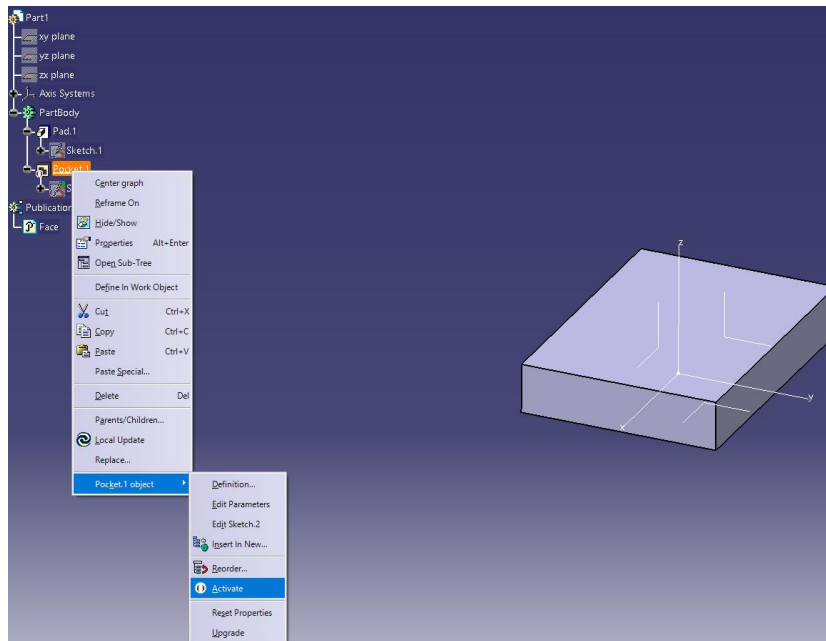 Part1
xy plane
yz plane
zx plane
Axis Systems
PartBody
Pad.1
Sketch.1
Pocket.1
S
Publication
Face
Center graph
Reframe On
Hide/Show
Properties Alt+Enter
Open Sub-Tree
Define In Work Object
Cut Ctrl+X
Copy Ctrl+C
Paste Ctrl+V
Paste Special...
Delete Del
Parents/Children...
Local Update
Replace...
Pocket.1 object
Definition...
Edit Parameters
Edit Sketch.2
Insert In New...
Reorder...
Activate
Reset Properties
Upgrade
z
y
x